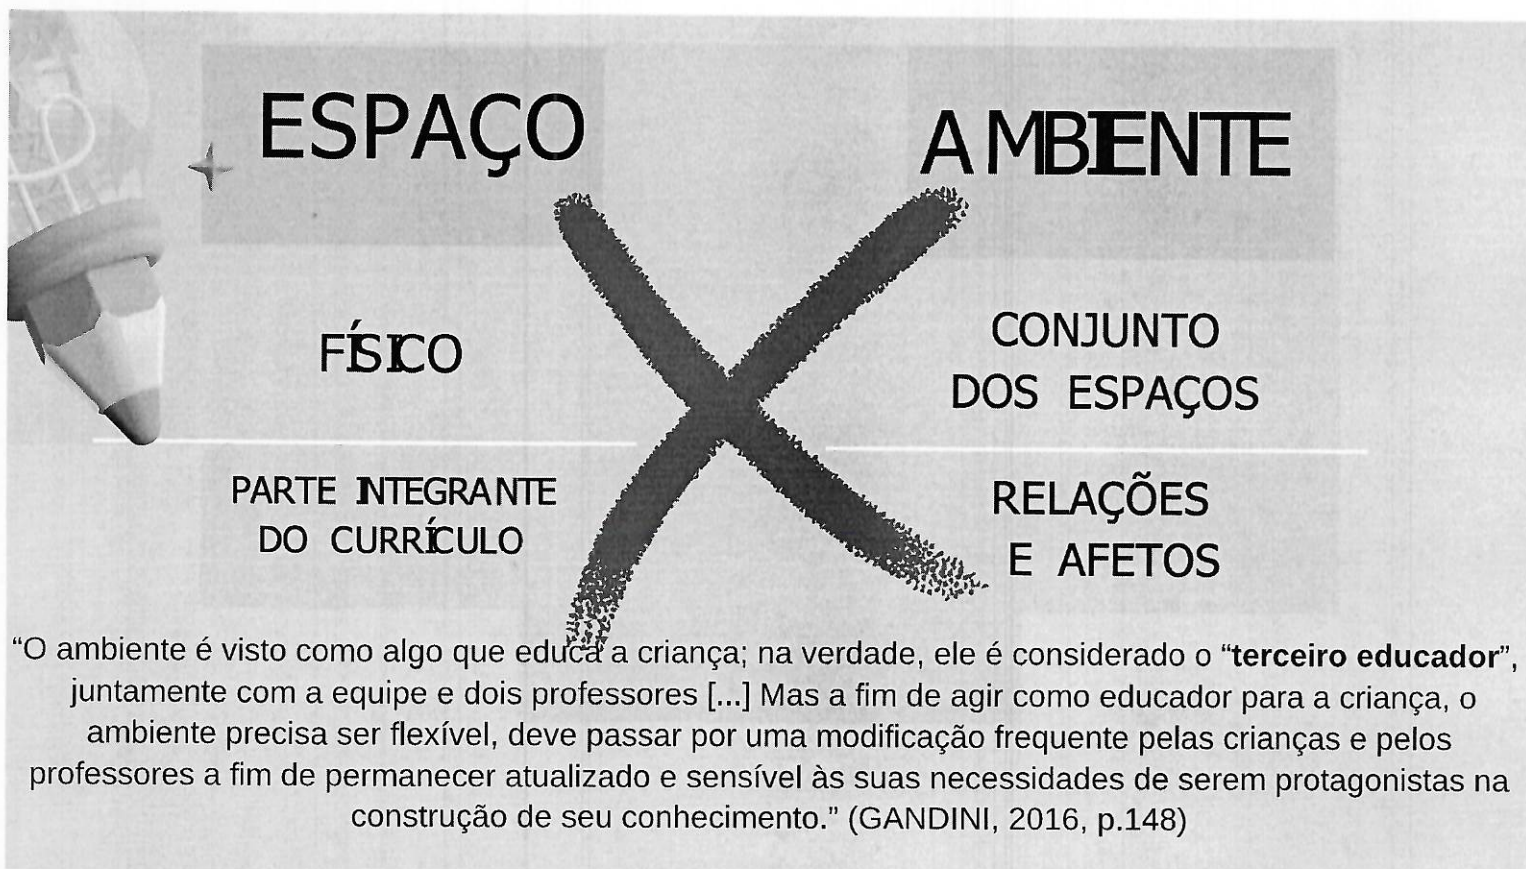 ESPAÇO
AMBIENTE
FÍSICO
CONJUNTO
DOS ESPAÇOS
PARTE INTEGRANTE
DO CURRÍCULO
RELAÇÕES
E AFETOS
“O ambiente é visto como algo que educa a criança; na verdade, ele é considerado o “terceiro educador”,
juntamente com a equipe e dois professores [...] Mas a fim de agir como educador para a criança, o
ambiente precisa ser flexível, deve passar por uma modificação frequente pelas crianças e pelos
professores a fim de permanecer atualizado e sensível às suas necessidades de serem protagonistas na
construção de seu conhecimento.” (GANDINI, 2016, p.148)